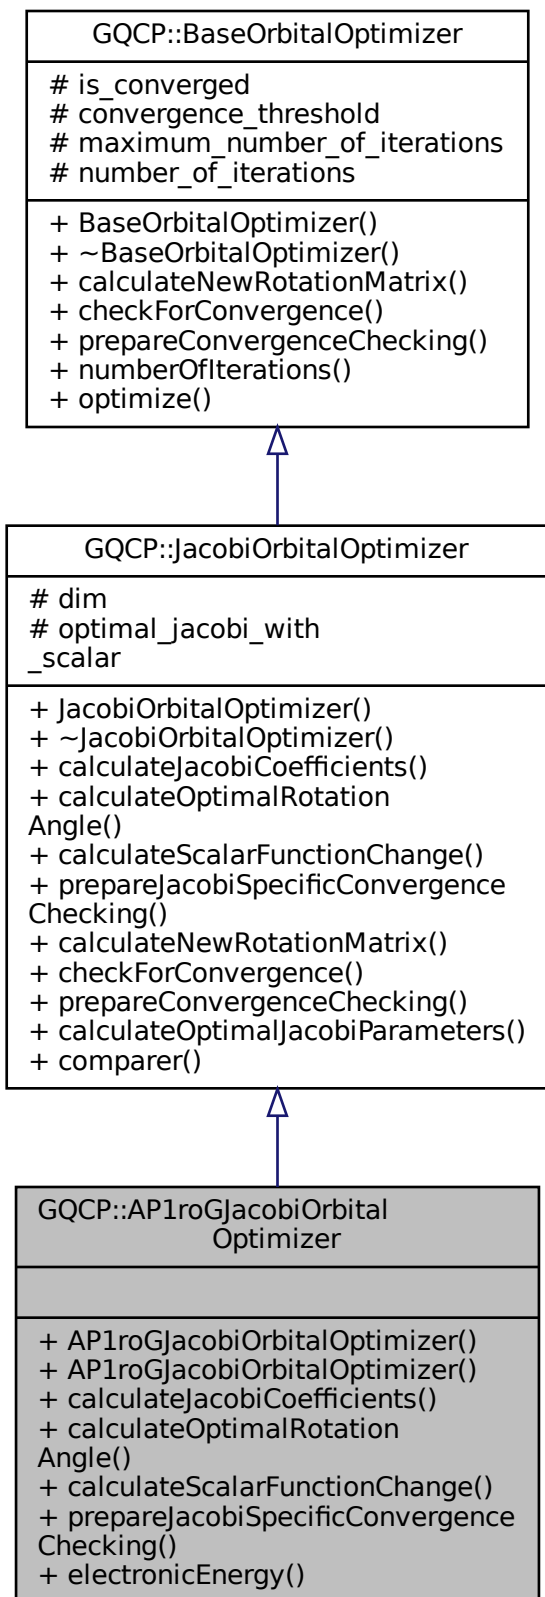 GQCP::BaseOrbitalOptimizer
# is_converged
# convergence_threshold
# maximum_number_of_iterations
# number_of_iterations
+ BaseOrbitalOptimizer()
+ ~BaseOrbitalOptimizer()
+ calculateNewRotationMatrix()
+ checkForConvergence()
+ prepareConvergenceChecking()
+ numberOfIterations()
+ optimize()
GQCP::JacobiOrbitalOptimizer
# dim
# optimal_jacobi_with
_scalar
+ JacobiOrbitalOptimizer()
+ ~JacobiOrbitalOptimizer()
+ calculateJacobiCoefficients()
+ calculateOptimalRotation
Angle()
+ calculateScalarFunctionChange()
+ prepareJacobiSpecificConvergence
Checking()
+ calculateNewRotationMatrix()
+ checkForConvergence()
+ prepareConvergenceChecking()
+ calculateOptimalJacobiParameters()
+ comparer()
GQCP::AP1roGJacobiOrbital
Optimizer
+ AP1roGJacobiOrbitalOptimizer()
+ AP1roGJacobiOrbitalOptimizer()
+ calculateJacobiCoefficients()
+ calculateOptimalRotation
Angle()
+ calculateScalarFunctionChange()
+ prepareJacobiSpecificConvergence
Checking()
+ electronicEnergy()